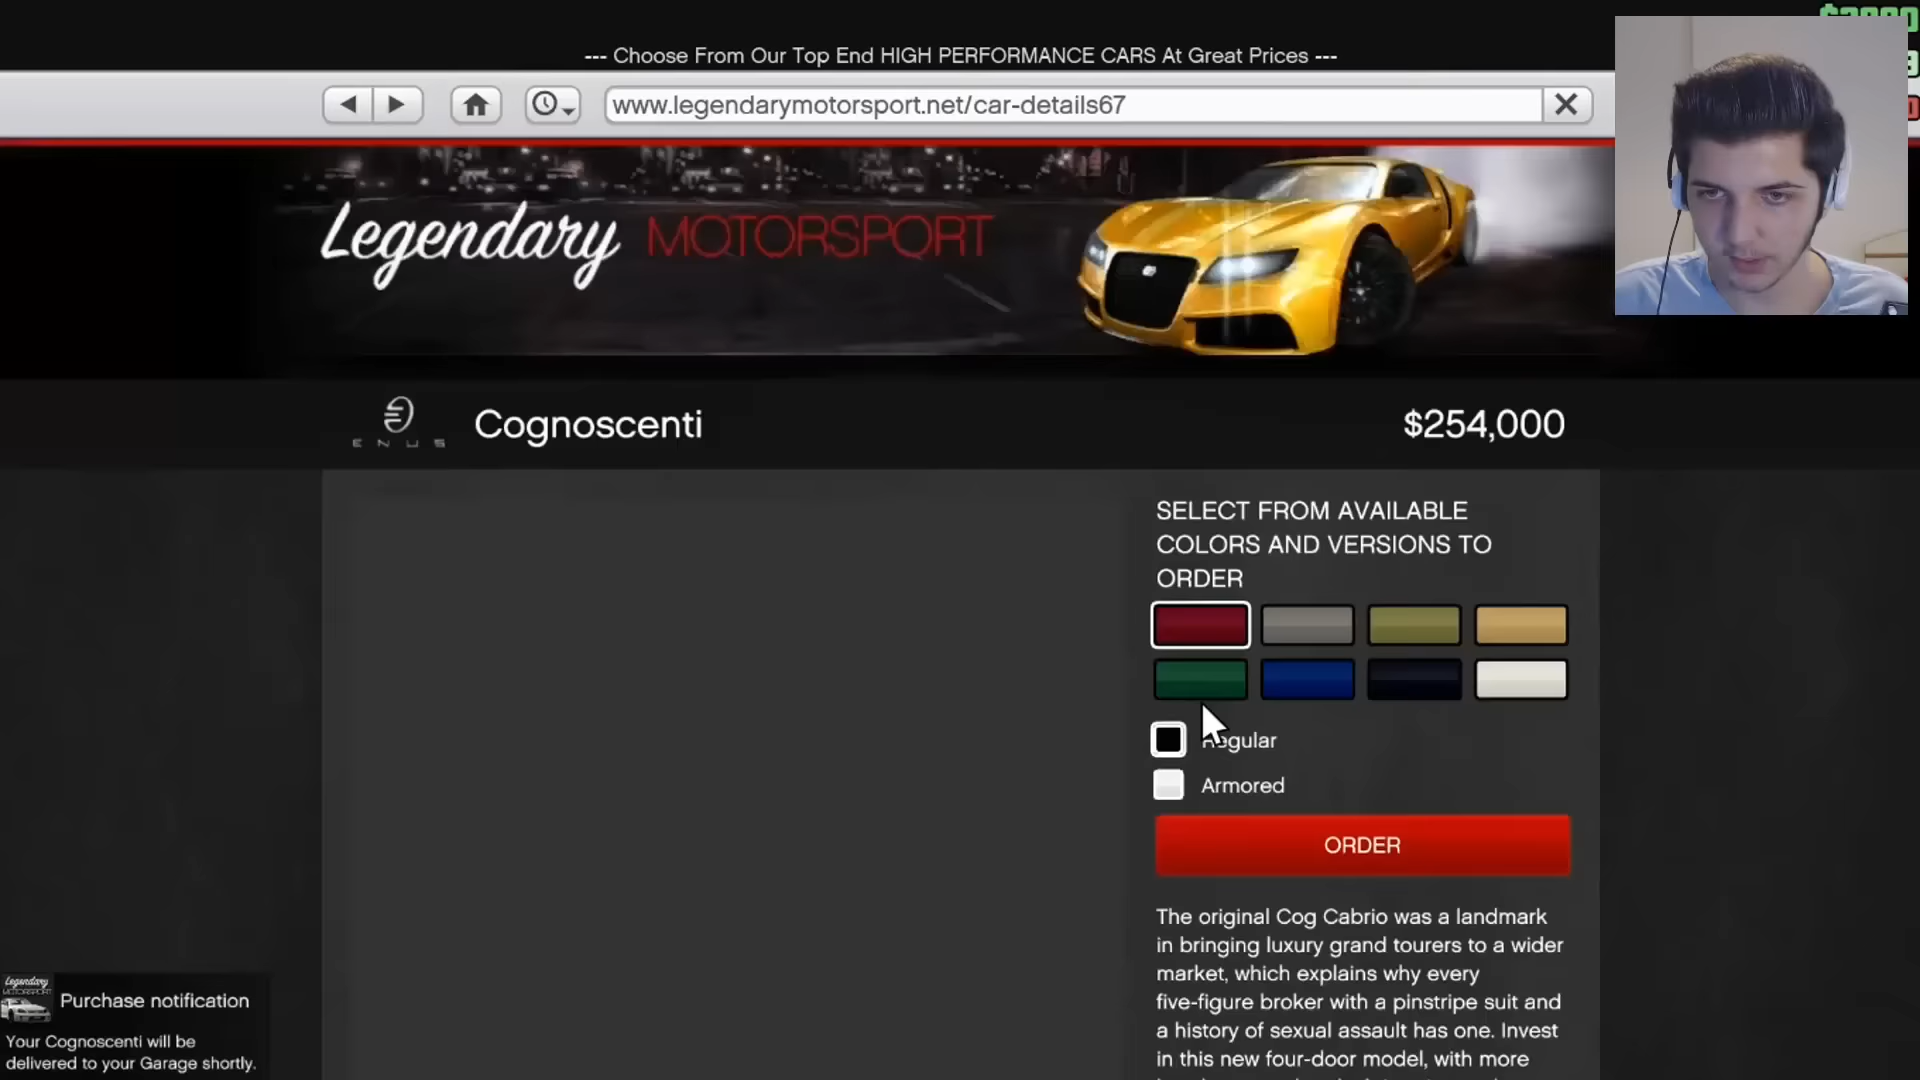 --- Choose From Our Top End HIGH PERFORMANCE CARS At Great Prices ---
www.legendarymotorsport.net/car-details67
Legendary MOTORSPORT
ENUS
Cognoscenti
$254,000
SELECT FROM AVAILABLE
COLORS AND VERSIONS TO
ORDER
Regular
Armored
ORDER
The original Cog Cabrio was a landmark
in bringing luxury grand tourers to a wider
market, which explains why every
five-figure broker with a pinstripe suit and
a history of sexual assault has one. Invest
in this new four-door model, with more
Legendary
MOTORSPORT
Purchase notification
Your Cognoscenti will be
delivered to your Garage shortly.